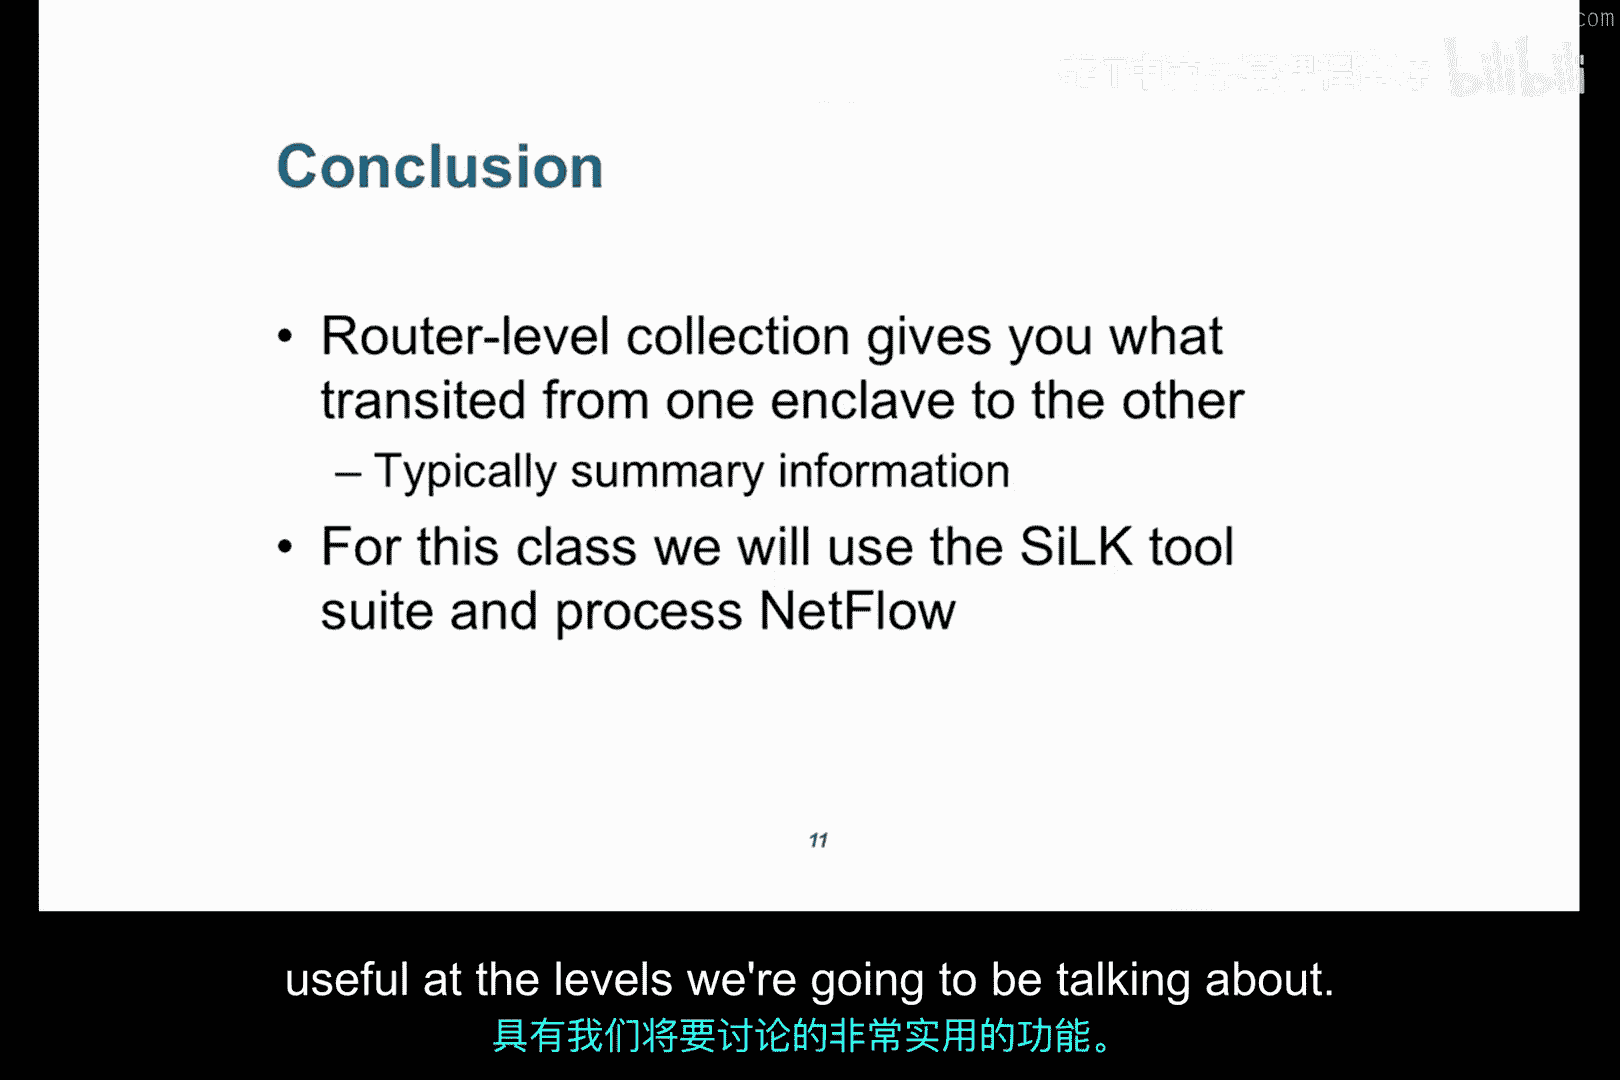 com
bilibili
Conclusion
• Router-level collection gives you what
transited from one enclave to the other
– Typically summary information
• For this class we will use the SiLK tool
suite and process NetFlow
11
useful at the levels we're going to be talking about.
具有我们将要讨论的非常实用的功能。